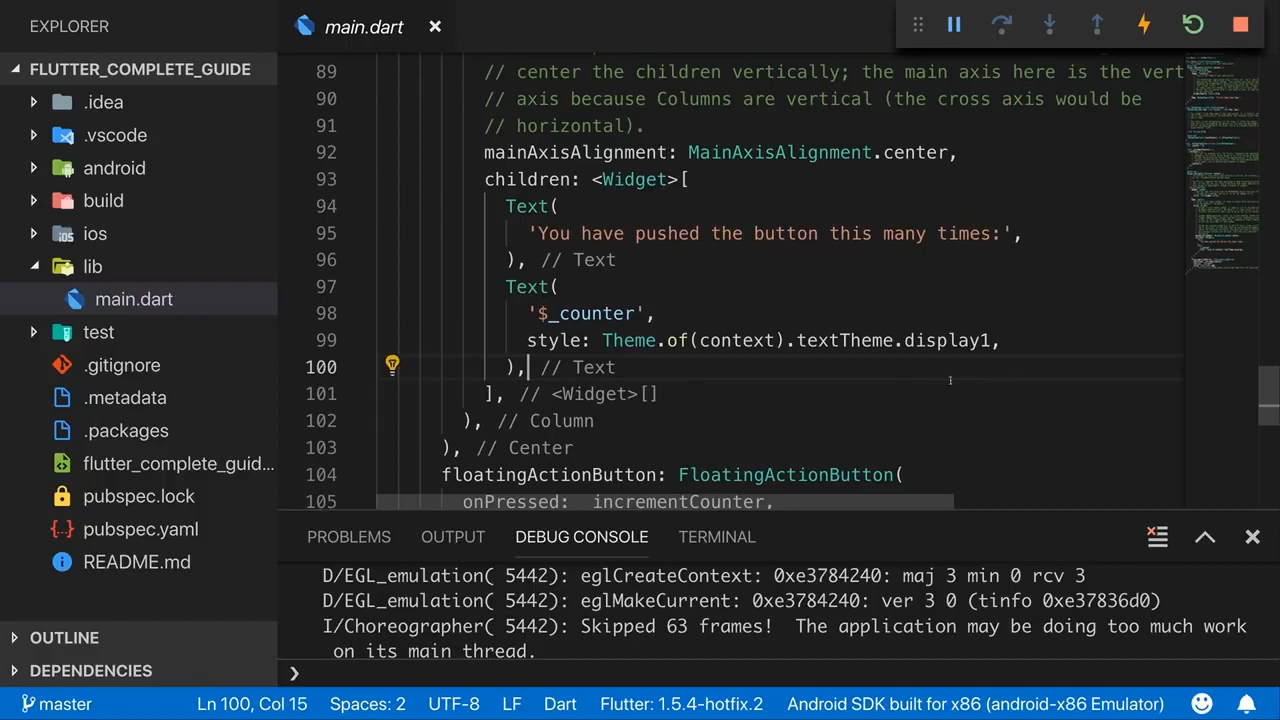 EXPLORER
main.dart
FLUTTER_COMPLETE_GUIDE
.idea
.vscode
android
build
ios
lib
main.dart
test
.gitignore
.metadata
.packages
flutter_complete_guid...
pubspec.lock
pubspec.yaml
README.md
OUTLINE
DEPENDENCIES
89 // center the children vertically; the main axis here is the vert
90 // axis because Columns are vertical (the cross axis would be
91 // horizontal).
92 mainAxisAlignment: MainAxisAlignment.center,
93 children: <Widget>[
94 Text(
95 'You have pushed the button this many times:',
96 ), // Text
97 Text(
98 '$_counter',
99 style: Theme.of(context).textTheme.display1,
100 ), // Text
101 ], // <Widget>[]
102 ), // Column
103 ), // Center
104 floatingActionButton: FloatingActionButton(
105 onPressed: _incrementCounter,
PROBLEMS OUTPUT DEBUG CONSOLE TERMINAL
D/EGL_emulation( 5442): eglCreateContext: 0xe3784240: maj 3 min 0 rcv 3
D/EGL_emulation( 5442): eglMakeCurrent: 0xe3784240: ver 3 0 (tinfo 0xe37836d0)
I/Choreographer( 5442): Skipped 63 frames!  The application may be doing too much work
on its main thread.
master Ln 100, Col 15 Spaces: 2 UTF-8 LF Dart Flutter: 1.5.4-hotfix.2 Android SDK built for x86 (android-x86 Emulator)